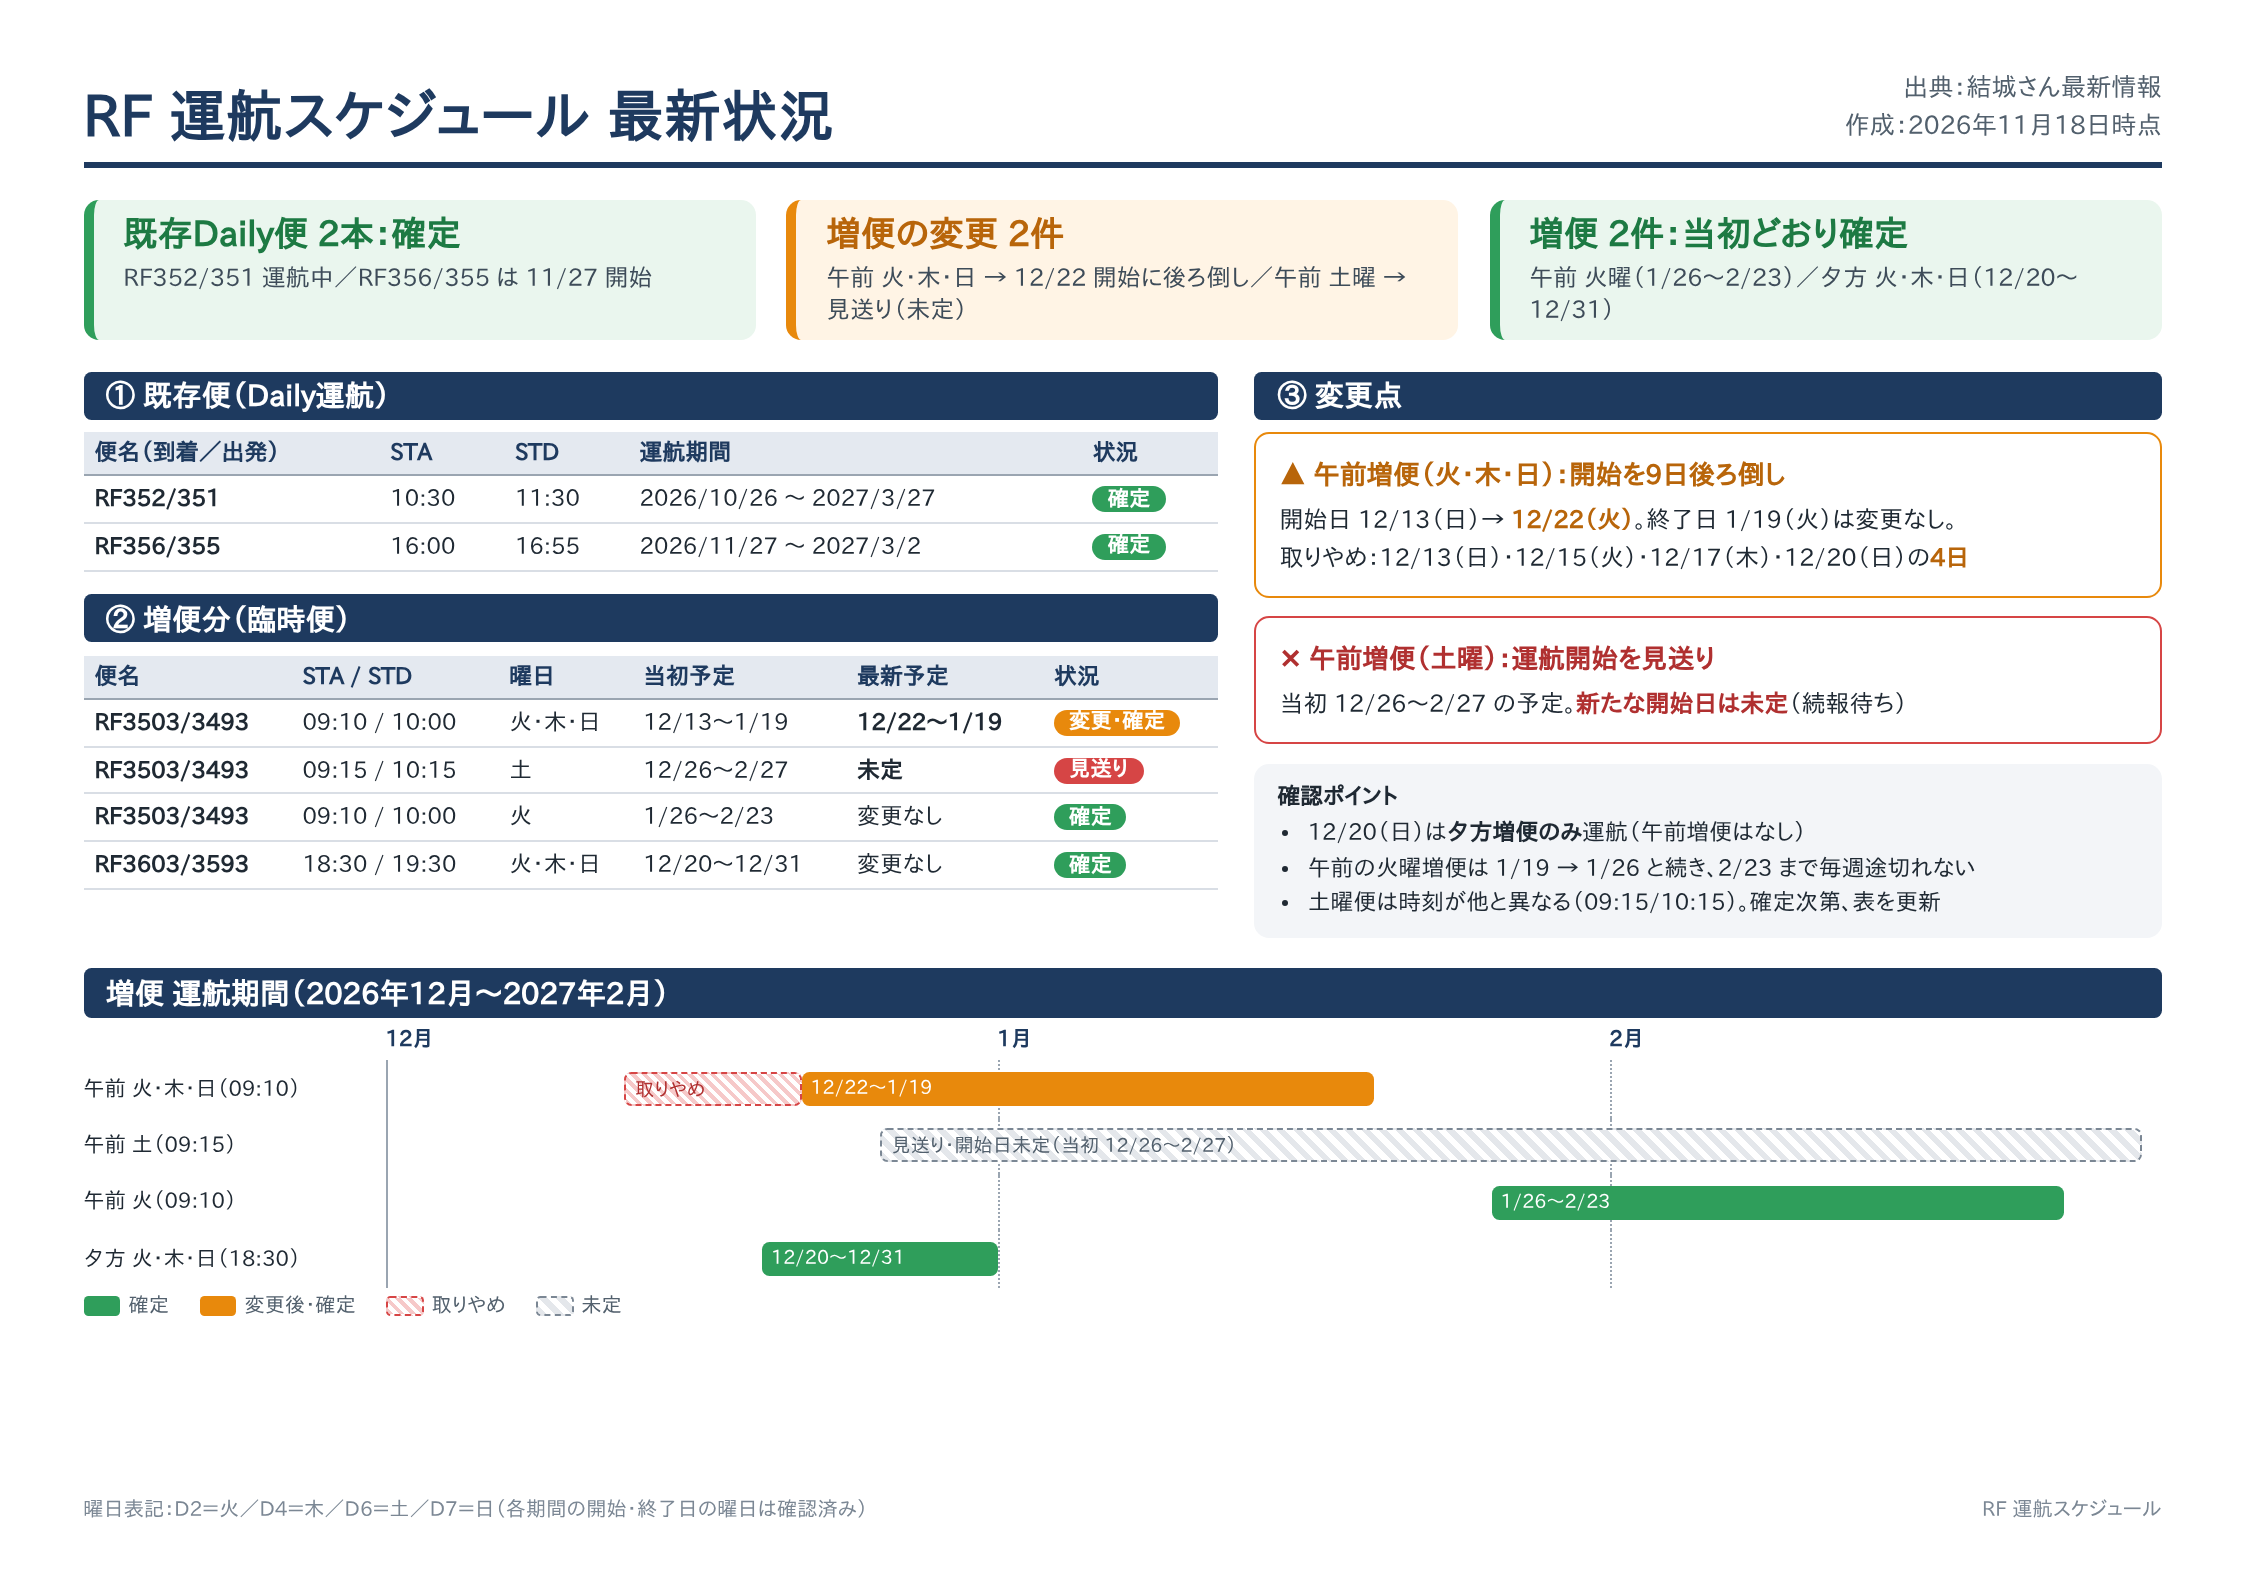 RF 運航スケジュール 最新状況
出典：結城さん最新情報
作成：2026年11月18日時点
既存Daily便 2本：確定
RF352/351 運航中／RF356/355 は 11/27 開始
増便の変更 2件
午前 火・木・日 → 12/22 開始に後ろ倒し／午前 土曜 →
見送り（未定）
増便 2件：当初どおり確定
午前 火曜（1/26〜2/23）／夕方 火・木・日（12/20〜
12/31）
① 既存便（Daily運航）
便名（到着／出発） STA STD 運航期間 状況
RF352/351 10:30 11:30 2026/10/26 〜 2027/3/27 確定
RF356/355 16:00 16:55 2026/11/27 〜 2027/3/2 確定
② 増便分（臨時便）
便名 STA / STD 曜日 当初予定 最新予定 状況
RF3503/3493 09:10 / 10:00 火・木・日 12/13〜1/19 12/22〜1/19 変更・確定
RF3503/3493 09:15 / 10:15 土 12/26〜2/27 未定 見送り
RF3503/3493 09:10 / 10:00 火 1/26〜2/23 変更なし 確定
RF3603/3593 18:30 / 19:30 火・木・日 12/20〜12/31 変更なし 確定
③ 変更点
▲ 午前増便（火・木・日）：開始を9日後ろ倒し
開始日 12/13（日）→ 12/22（火）。終了日 1/19（火）は変更なし。
取りやめ：12/13（日）・12/15（火）・12/17（木）・12/20（日）の4日
× 午前増便（土曜）：運航開始を見送り
当初 12/26〜2/27 の予定。新たな開始日は未定（続報待ち）
確認ポイント
• 12/20（日）は夕方増便のみ運航（午前増便はなし）
• 午前の火曜増便は 1/19 → 1/26 と続き、2/23 まで毎週途切れない
• 土曜便は時刻が他と異なる（09:15/10:15）。確定次第、表を更新
増便 運航期間（2026年12月〜2027年2月）
12月 1月 2月
午前 火・木・日（09:10） 取りやめ 12/22〜1/19
午前 土（09:15） 見送り・開始日未定（当初 12/26〜2/27）
午前 火（09:10） 1/26〜2/23
夕方 火・木・日（18:30） 12/20〜12/31
確定 変更後・確定 取りやめ 未定
曜日表記：D2＝火／D4＝木／D6＝土／D7＝日（各期間の開始・終了日の曜日は確認済み）
RF 運航スケジュール